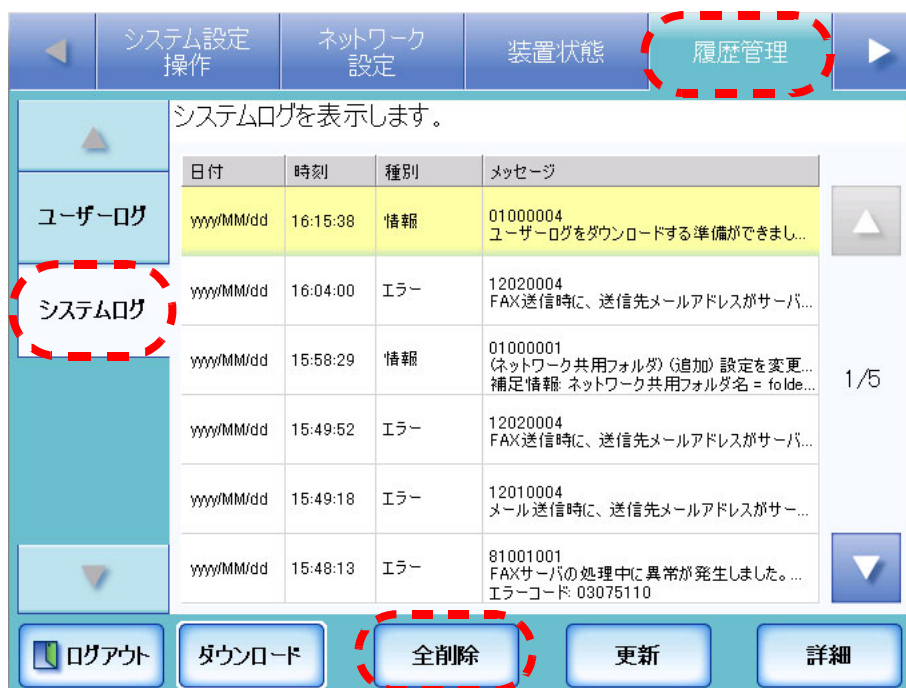 システム設定
操作
ネットワーク
設定
装置状態
履歴管理
システムログを表示します。
ユーザーログ
システムログ
日付 時刻 種別 メッセージ
yyyy/MM/dd 16:15:38 情報 01000004
ユーザーログをダウンロードする準備ができまし...
yyyy/MM/dd 16:04:00 エラー 12020004
FAX送信時に、送信先メールアドレスがサーバ...
yyyy/MM/dd 15:58:29 情報 01000001
(ネットワーク共用フォルダ) (追加) 設定を変更...
補足情報: ネットワーク共用フォルダ名 = folde...
yyyy/MM/dd 15:49:52 エラー 12020004
FAX送信時に、送信先メールアドレスがサーバ...
yyyy/MM/dd 15:49:18 エラー 12010004
メール送信時に、送信先メールアドレスがサー...
yyyy/MM/dd 15:48:13 エラー 81001001
FAXサーバの処理中に異常が発生しました。...
エラーコード: 03075110
1/5
ログアウト
ダウンロード
全削除
更新
詳細